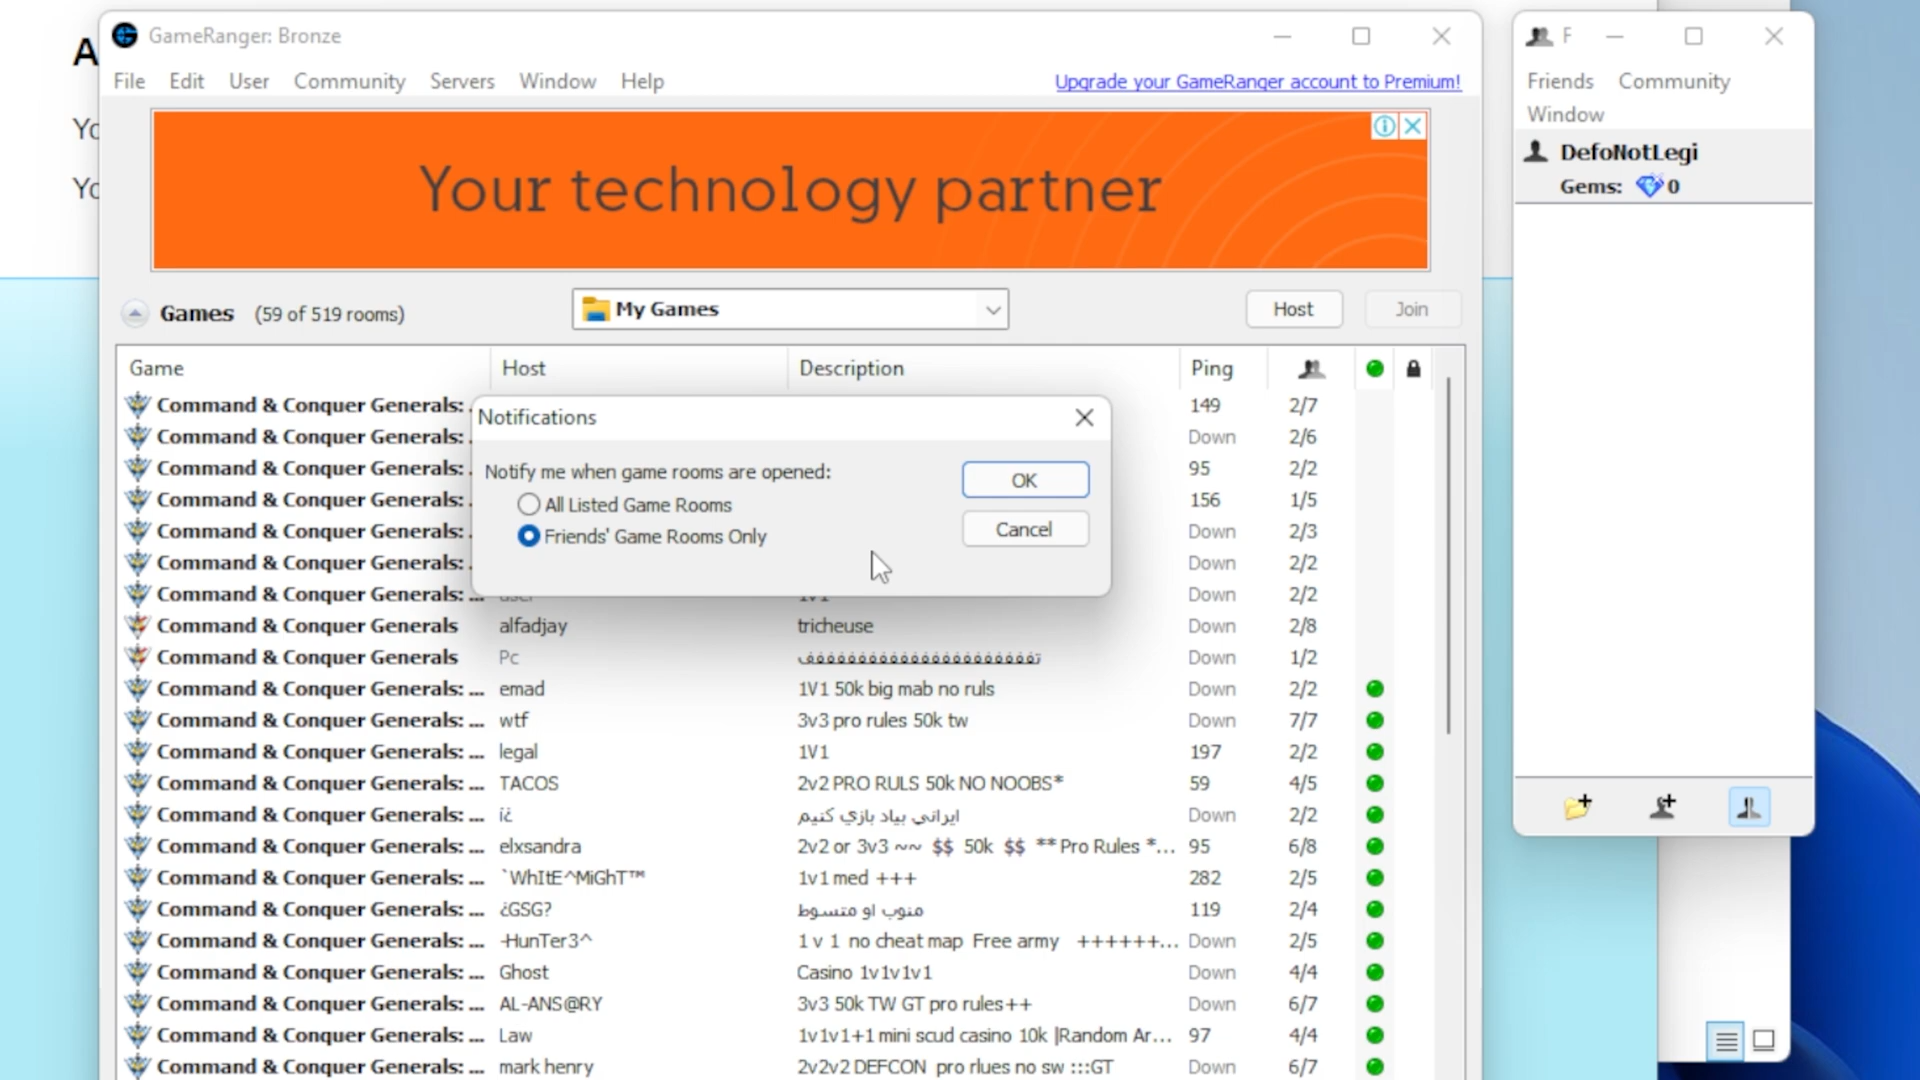 A
GameRanger: Bronze
File Edit User Community Servers Window Help
Upgrade your GameRanger account to Premium!
Yo
Yo
Your technology partner
Games (59 of 519 rooms)
My Games
Host
Join
Game Host Description Ping
Command & Conquer Generals: 149 2/7
Command & Conquer Generals: Down 2/6
Command & Conquer Generals: 95 2/2
Command & Conquer Generals: 156 1/5
Command & Conquer Generals: Down 2/3
Command & Conquer Generals: Down 2/2
Command & Conquer Generals: ... Down 2/2
Command & Conquer Generals alfadjay tricheuse Down 2/8
Command & Conquer Generals Pc Down 1/2
Command & Conquer Generals: ... emad 1V1 50k big mab no ruls Down 2/2
Command & Conquer Generals: ... wtf 3v3 pro rules 50k tw Down 7/7
Command & Conquer Generals: ... legal 1V1 197 2/2
Command & Conquer Generals: ... TACOS 2v2 PRO RULS 50k NO NOOBS* 59 4/5
Command & Conquer Generals: ... ï¿ ايراني بياد بازي كنيم Down 2/2
Command & Conquer Generals: ... elxsandra 2v2 or 3v3 ~~ $$ 50k $$ **Pro Rules *... 95 6/8
Command & Conquer Generals: ... `WhItE^MiGhT™ 1v1 med +++ 282 2/5
Command & Conquer Generals: ... ¿GSG? منوب او متسوط 119 2/4
Command & Conquer Generals: ... -HunTer3^ 1 v 1 no cheat map Free army ++++++... Down 2/5
Command & Conquer Generals: ... Ghost Casino 1v1v1v1 Down 4/4
Command & Conquer Generals: ... AL-ANS@RY 3v3 50k TW GT pro rules++ Down 6/7
Command & Conquer Generals: ... Law 1v1v1+1 mini scud casino 10k |Random Ar... 97 4/4
Command & Conquer Generals: ... mark henry 2v2v2 DEFCON pro rlues no sw :::GT Down 6/7
Notifications
Notify me when game rooms are opened:
All Listed Game Rooms
Friends' Game Rooms Only
OK
Cancel
F
Friends Community
Window
DefoNotLegi
Gems: 0